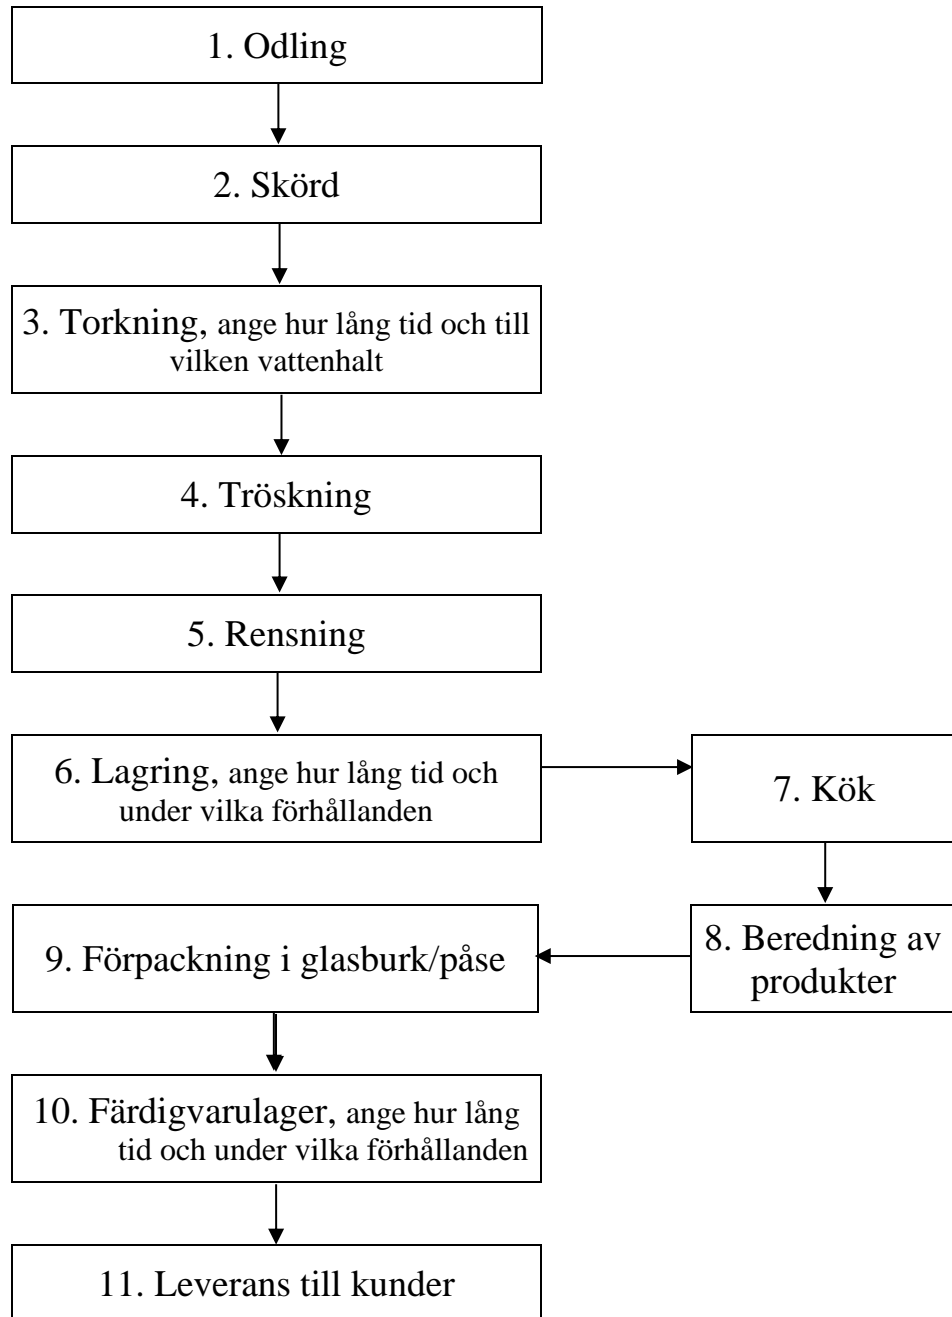 1. Odling
2. Skörd
3. Torkning, ange hur lång tid och till
vilken vattenhalt
4. Tröskning
5. Rensning
6. Lagring, ange hur lång tid och
under vilka förhållanden
7. Kök
8. Beredning av
produkter
9. Förpackning i glasburk/påse
10. Färdigvarulager, ange hur lång
tid och under vilka förhållanden
11. Leverans till kunder